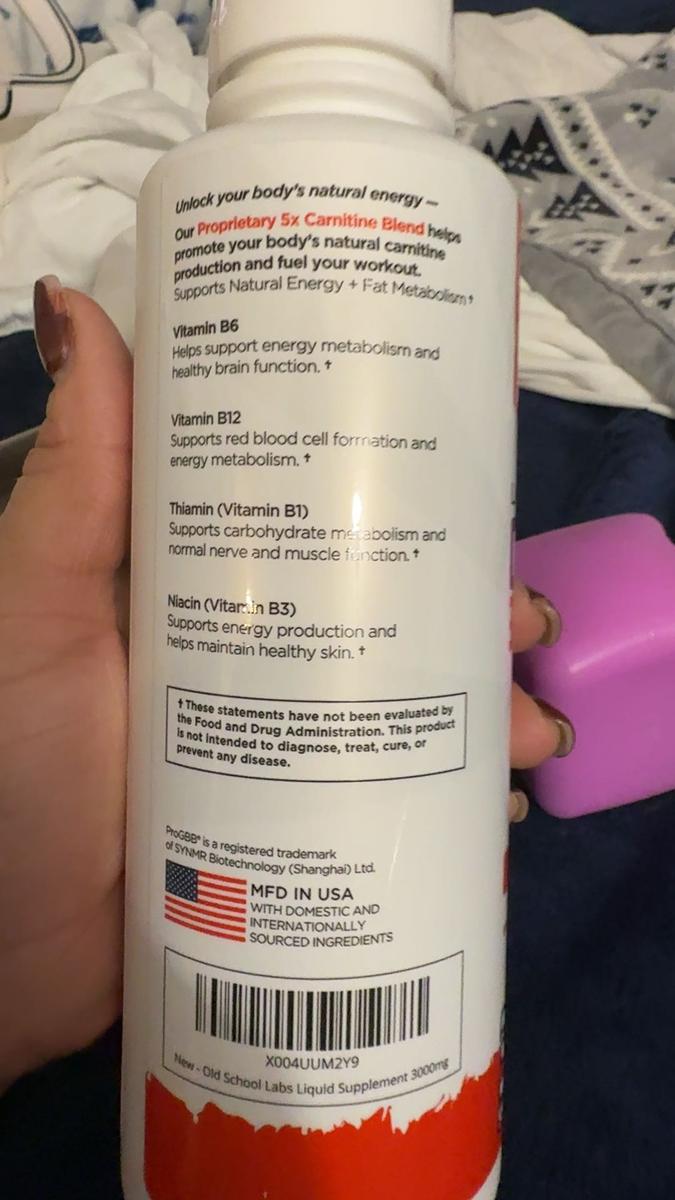 Unlock your body's natural energy —
Our Proprietary 5x Carnitine Blend helps
promote your body's natural carnitine
production and fuel your workout.
Supports Natural Energy + Fat Metabolism†
Vitamin B6
Helps support energy metabolism and
healthy brain function. †
Vitamin B12
Supports red blood cell formation and
energy metabolism. †
Thiamin (Vitamin B1)
Supports carbohydrate metabolism and
normal nerve and muscle function. †
Niacin (Vitamin B3)
Supports energy production and
helps maintain healthy skin. †
† These statements have not been evaluated by
the Food and Drug Administration. This product
is not intended to diagnose, treat, cure, or
prevent any disease.
ProGBB® is a registered trademark
of SYNMR Biotechnology (Shanghai) Ltd.
MFD IN USA
WITH DOMESTIC AND
INTERNATIONALLY
SOURCED INGREDIENTS
X004UUM2Y9
New - Old School Labs Liquid Supplement 3000mg